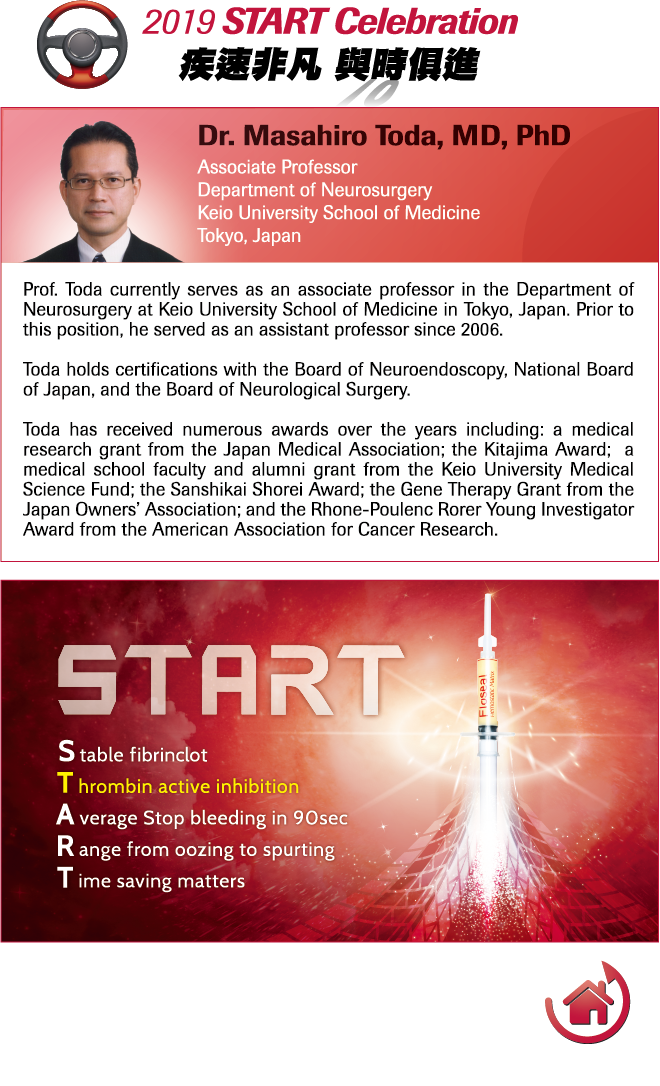 2019 START Celebration
疾速非凡 與時俱進
Dr. Masahiro Toda, MD, PhD
Associate Professor
Department of Neurosurgery
Keio University School of Medicine
Tokyo, Japan
Prof. Toda currently serves as an associate professor in the Department of
Neurosurgery at Keio University School of Medicine in Tokyo, Japan. Prior to
this position, he served as an assistant professor since 2006.
Toda holds certifications with the Board of Neuroendoscopy, National Board
of Japan, and the Board of Neurological Surgery.
Toda has received numerous awards over the years including: a medical
research grant from the Japan Medical Association; the Kitajima Award; a
medical school faculty and alumni grant from the Keio University Medical
Science Fund; the Sanshikai Shorei Award; the Gene Therapy Grant from the
Japan Owners' Association; and the Rhone-Poulenc Rorer Young Investigator
Award from the American Association for Cancer Research.
START
Floseal
Hemostatic Matrix
Stable fibrinclot
Thrombin active inhibition
Average Stop bleeding in 90sec
Range from oozing to spurting
Time saving matters